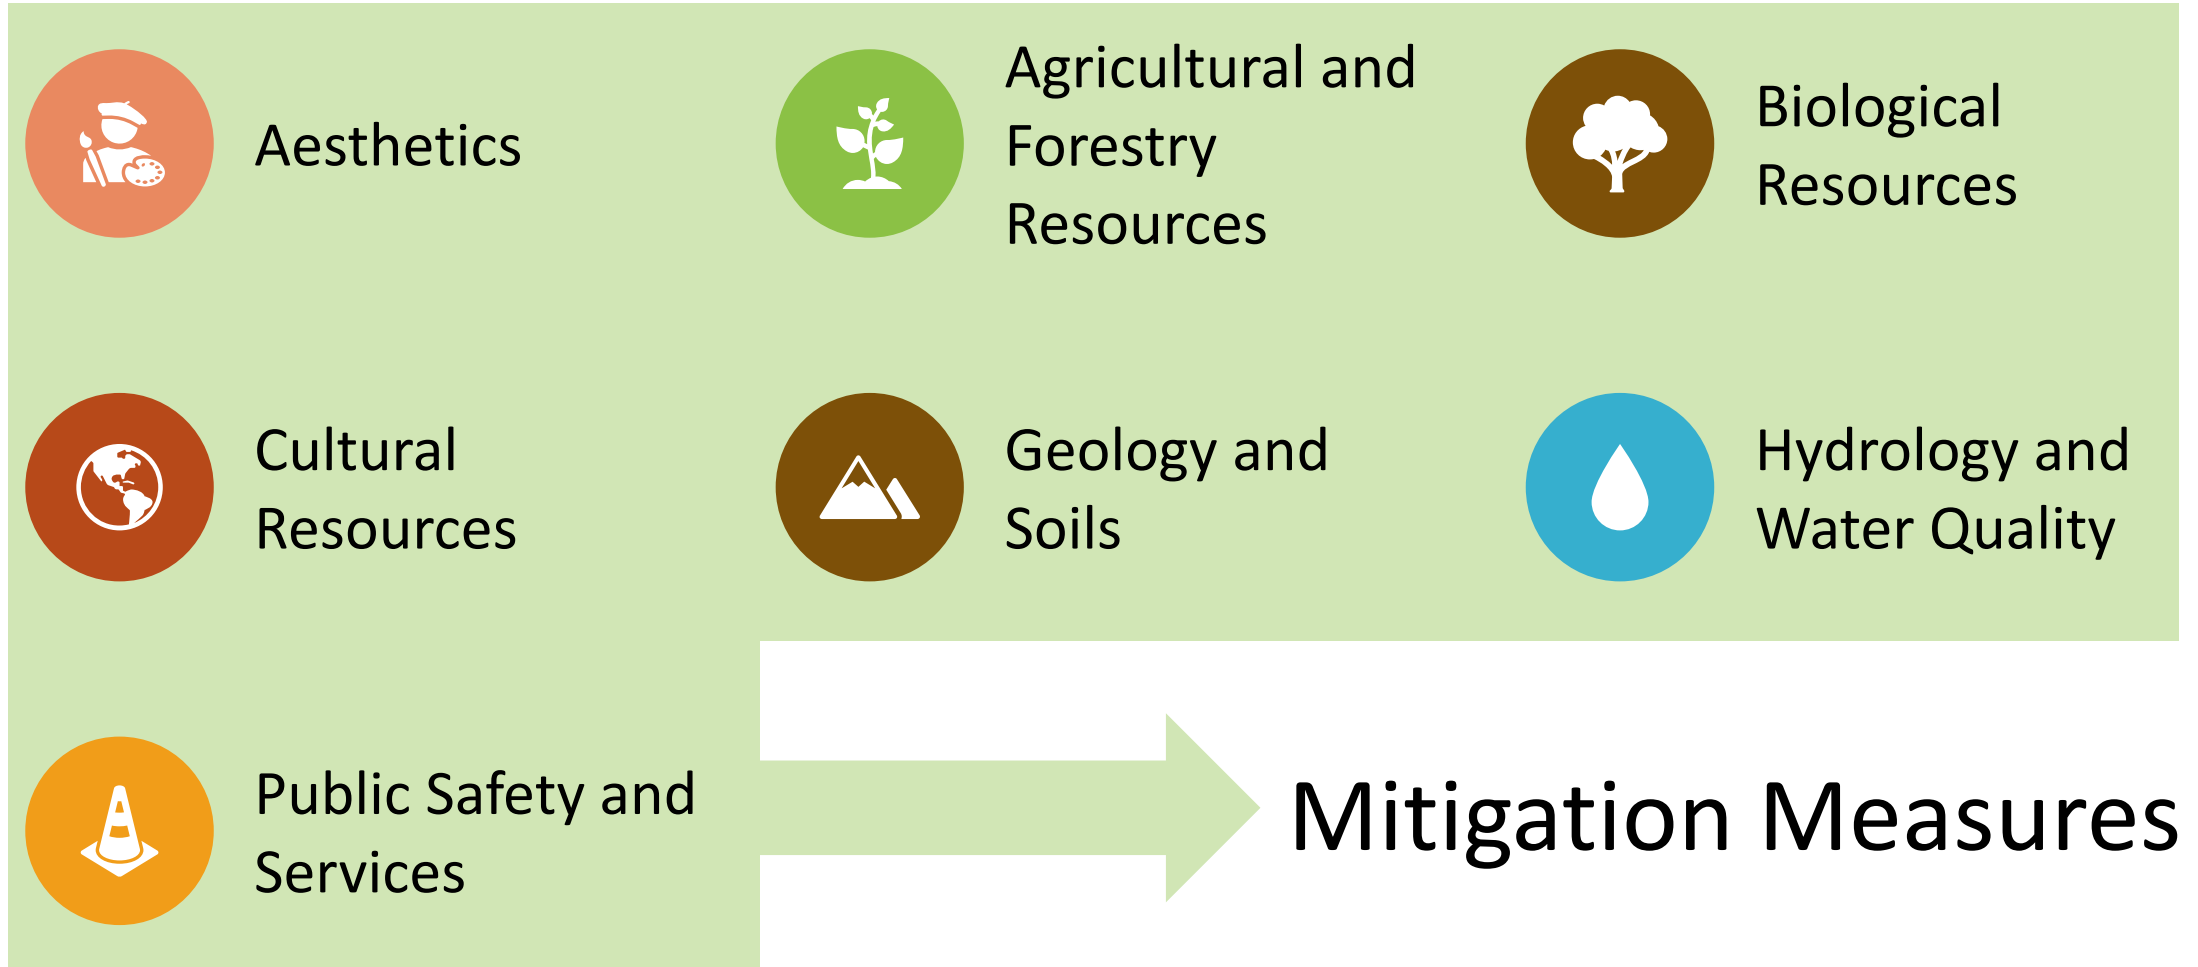 Aesthetics
Agricultural and
Forestry
Resources
Biological
Resources
Cultural
Resources
Geology and
Soils
Hydrology and
Water Quality
Public Safety and
Services
Mitigation Measures